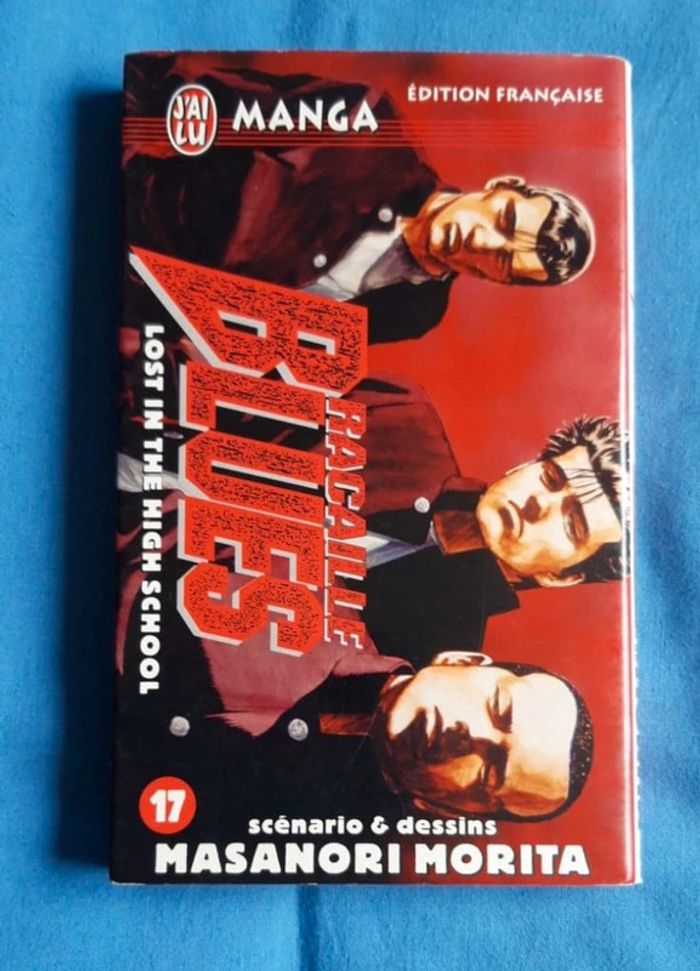 J'AI
LU
MANGA
ÉDITION FRANÇAISE
RACAILLE
BLUES
LOST IN THE HIGH SCHOOL
17
scénario & dessins
MASANORI MORITA